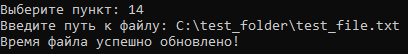 Выберите пункт: 14
Введите путь к файлу: C:\test_folder\test_file.txt
Время файла успешно обновлено!